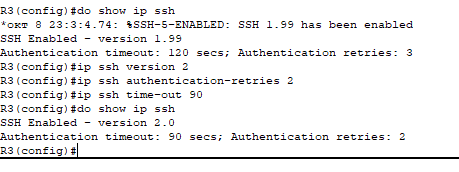 R3(config)#do show ip ssh
*окт 8 23:3:4.74: %SSH-5-ENABLED: SSH 1.99 has been enabled
SSH Enabled - version 1.99
Authentication timeout: 120 secs; Authentication retries: 3
R3(config)#ip ssh version 2
R3(config)#ip ssh authentication-retries 2
R3(config)#ip ssh time-out 90
R3(config)#do show ip ssh
SSH Enabled - version 2.0
Authentication timeout: 90 secs; Authentication retries: 2
R3(config)#